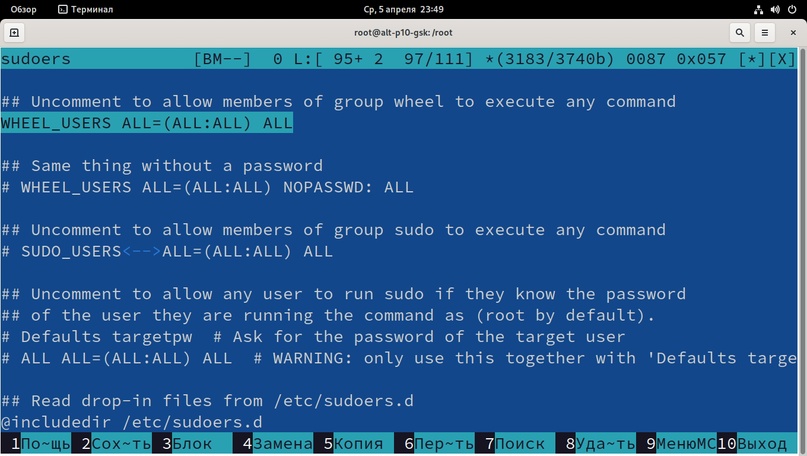 Обзор Терминал Ср, 5 апреля 23:49
root@alt-p10-gsk: /root
sudoers [BM--] 0 L:[ 95+ 2 97/111] *(3183/3740b) 0087 0x057 [*][X]
## Uncomment to allow members of group wheel to execute any command
WHEEL_USERS ALL=(ALL:ALL) ALL
## Same thing without a password
# WHEEL_USERS ALL=(ALL:ALL) NOPASSWD: ALL
## Uncomment to allow members of group sudo to execute any command
# SUDO_USERS<-->ALL=(ALL:ALL) ALL
## Uncomment to allow any user to run sudo if they know the password
## of the user they are running the command as (root by default).
# Defaults targetpw # Ask for the password of the target user
# ALL ALL=(ALL:ALL) ALL # WARNING: only use this together with 'Defaults targe
## Read drop-in files from /etc/sudoers.d
@includedir /etc/sudoers.d
1По~щь 2Сох~ть 3Блок 4Замена 5Копия 6Пер~ть 7Поиск 8Уда~ть 9МенюМС 10Выход